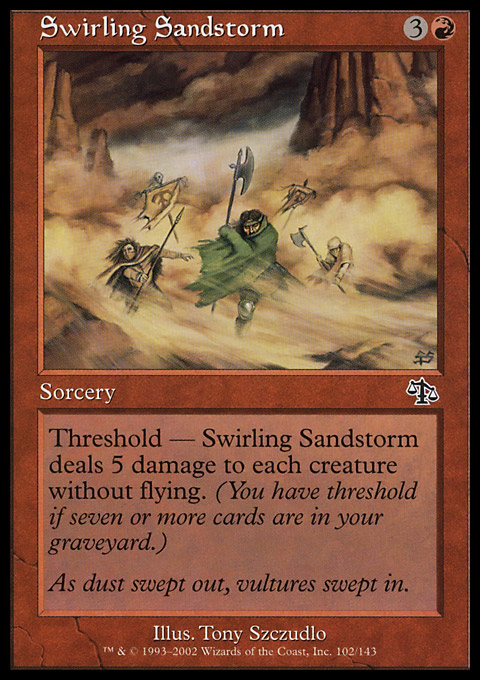 Swirling Sandstorm 3
Sorcery
Threshold — Swirling Sandstorm
deals 5 damage to each creature
without flying. (You have threshold
if seven or more cards are in your
graveyard.)
As dust swept out, vultures swept in.
Illus. Tony Szczudlo
™ & © 1993–2002 Wizards of the Coast, Inc. 102/143